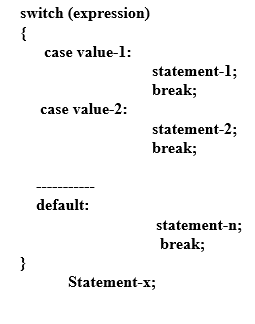 switch (expression)
{
case value-1:
statement-1;
break;
case value-2:
statement-2;
break;
-----------
default:
statement-n;
break;
}
Statement-x;